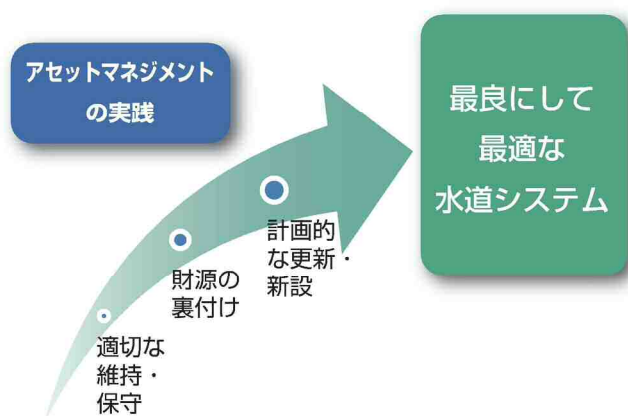 アセットマネジメント
の実践
最良にして
最適な
水道システム
計画的
な更新・
新設
財源の
裏付け
適切な
維持・
保守